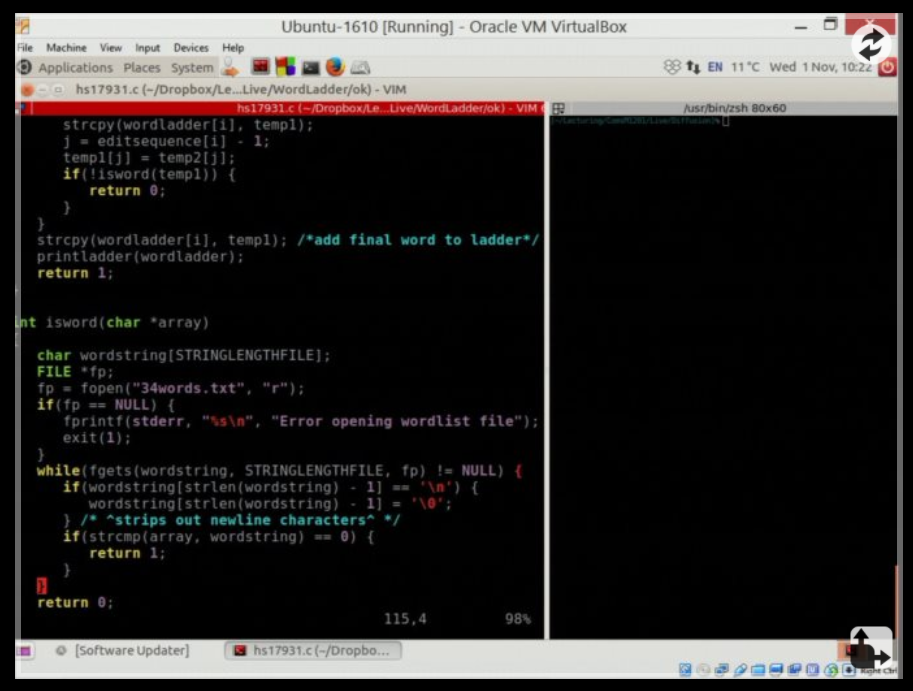 Ubuntu-1610 [Running] - Oracle VM VirtualBox
File Machine View Input Devices Help
Applications Places System
EN 11°C Wed 1 Nov, 10:22
hs17931.c (~/Dropbox/Le...Live/WordLadder/ok) - VIM
hs17931.c (~/Dropbox/Le...Live/WordLadder/ok) - VIM
/usr/bin/zsh 80x60
strcpy(wordladder[i], temp1);
j = editsequence[i] - 1;
temp1[j] = temp2[j];
if(!isword(temp1)) {
return 0;
}
}
strcpy(wordladder[i], temp1); /*add final word to ladder*/
printladder(wordladder);
return 1;
nt isword(char *array)
char wordstring[STRINGLENGTHFILE];
FILE *fp;
fp = fopen("34words.txt", "r");
if(fp == NULL) {
fprintf(stderr, "%s\n", "Error opening wordlist file");
exit(1);
}
while(fgets(wordstring, STRINGLENGTHFILE, fp) != NULL) {
if(wordstring[strlen(wordstring) - 1] == '\n') {
wordstring[strlen(wordstring) - 1] = '\0';
} /* ^strips out newline characters^ */
if(strcmp(array, wordstring) == 0) {
return 1;
}
}
return 0;
115,4 98%
[Software Updater]
hs17931.c (~/Dropbo...
Right Ctrl